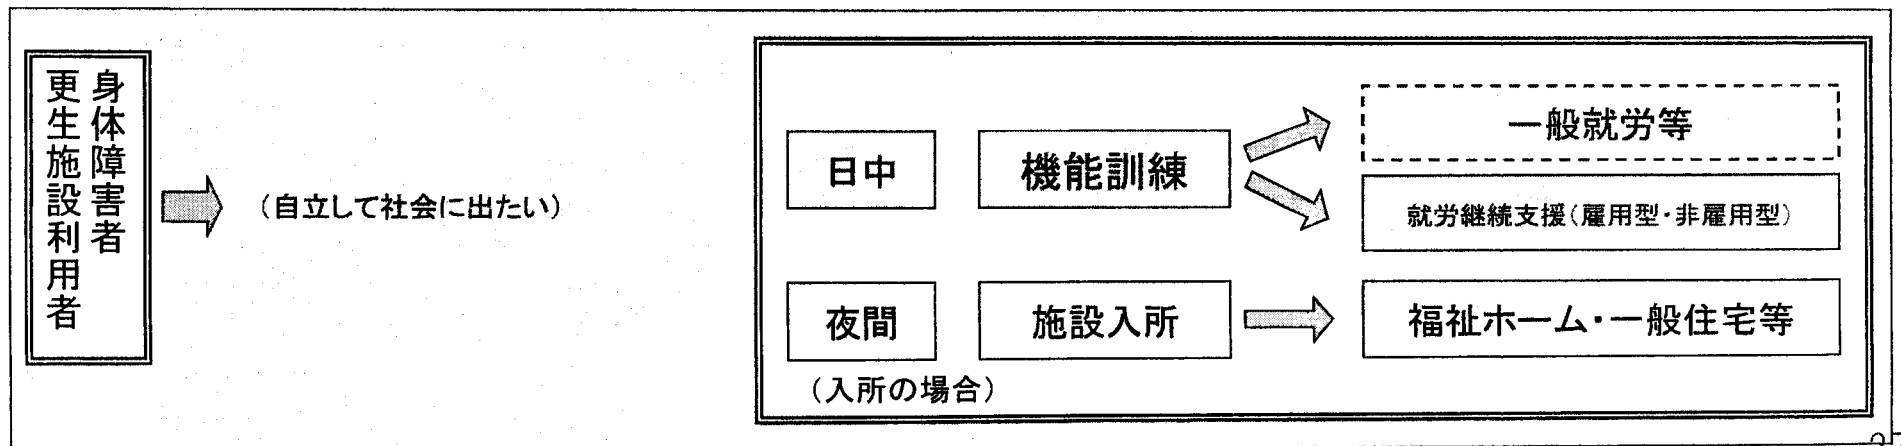 身体障害者
更生施設利用者
(自立して社会に出たい)
日中
機能訓練
一般就労等
就労継続支援(雇用型・非雇用型)
夜間
施設入所
福祉ホーム・一般住宅等
(入所の場合)